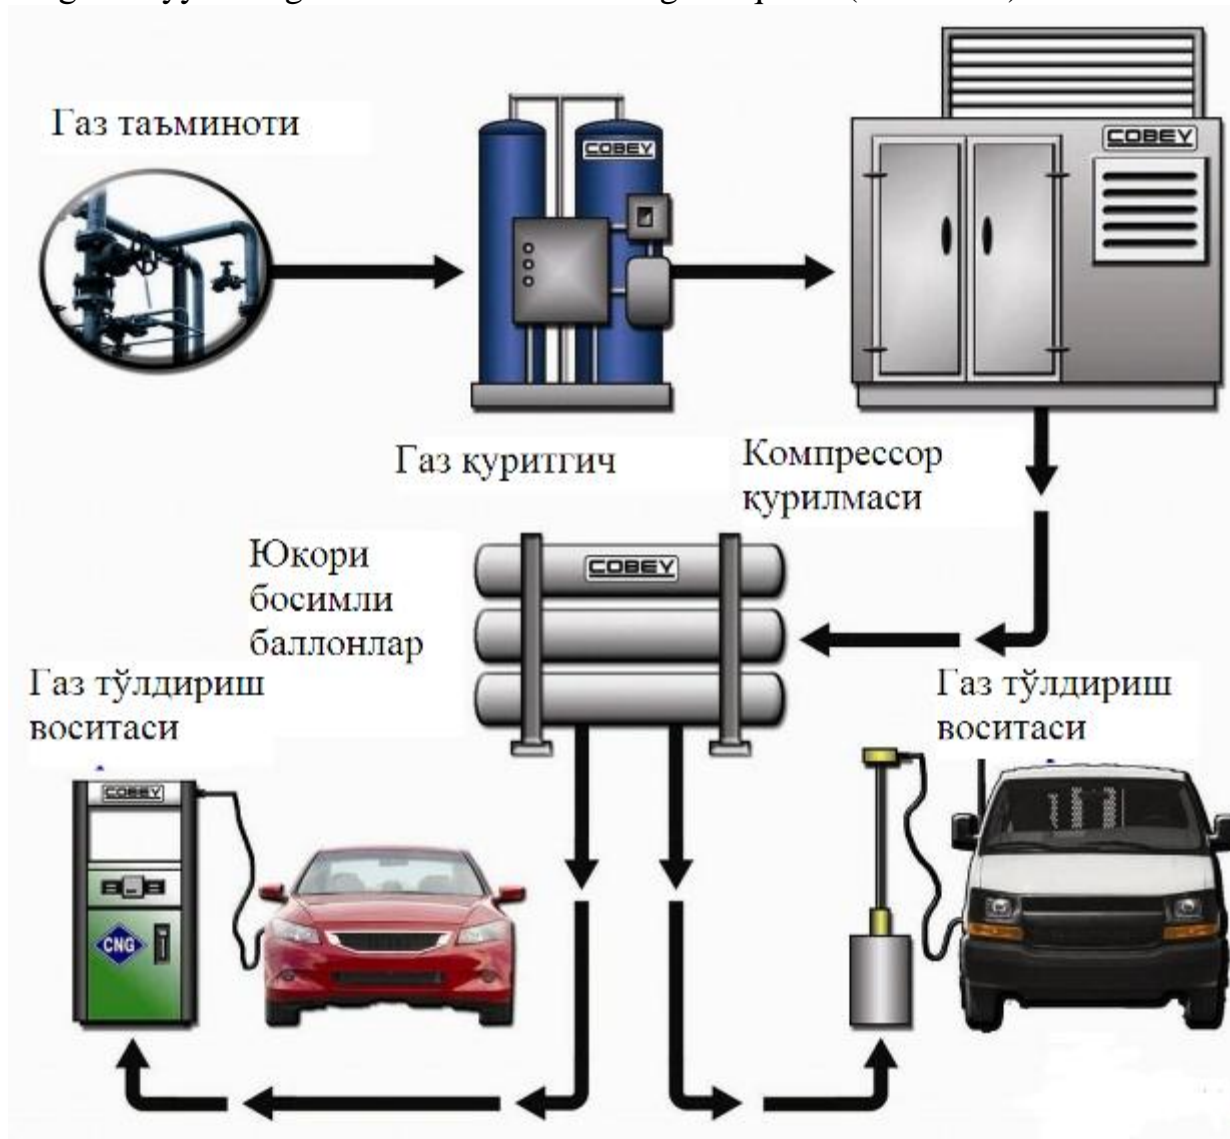 Газ таъминоти
COBEY
COBEY
Газ қуритгич
Компрессор
қурилмаси
Юкори
босимли
баллонлар
COBEY
Газ тўлдириш
воситаси
Газ тўлдириш
воситаси
COBEY
CNG